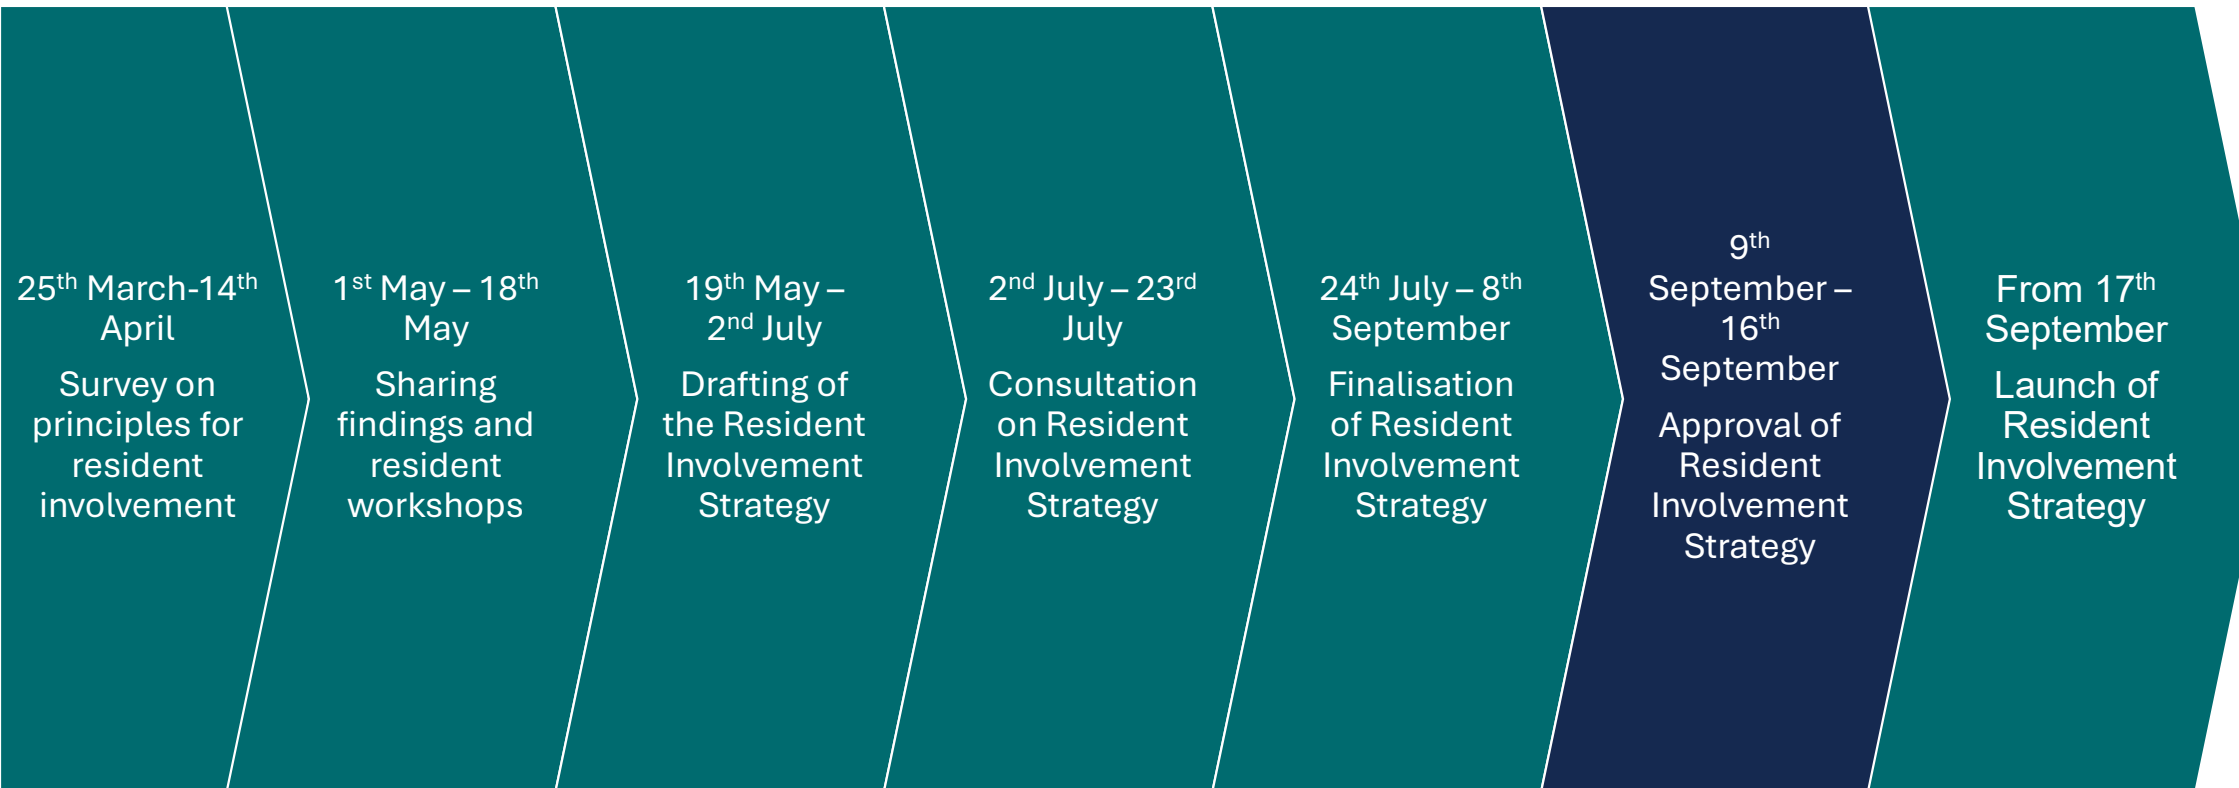 25th March-14th
April
Survey on
principles for
resident
involvement
1st May – 18th
May
Sharing
findings and
resident
workshops
19th May –
2nd July
Drafting of
the Resident
Involvement
Strategy
2nd July – 23rd
July
Consultation
on Resident
Involvement
Strategy
24th July – 8th
September
Finalisation
of Resident
Involvement
Strategy
9th
September –
16th
September
Approval of
Resident
Involvement
Strategy
From 17th
September
Launch of
Resident
Involvement
Strategy